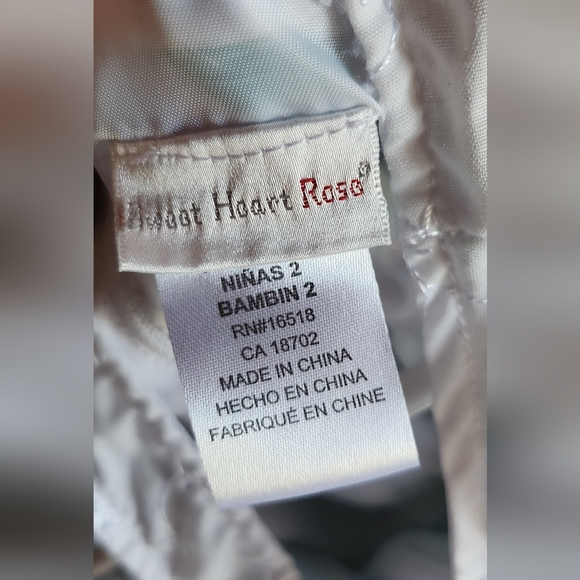 Sweet Heart Rose®
NIÑAS 2
BAMBIN 2
RN#16518
CA 18702
MADE IN CHINA
HECHO EN CHINA
FABRIQUÉ EN CHINE